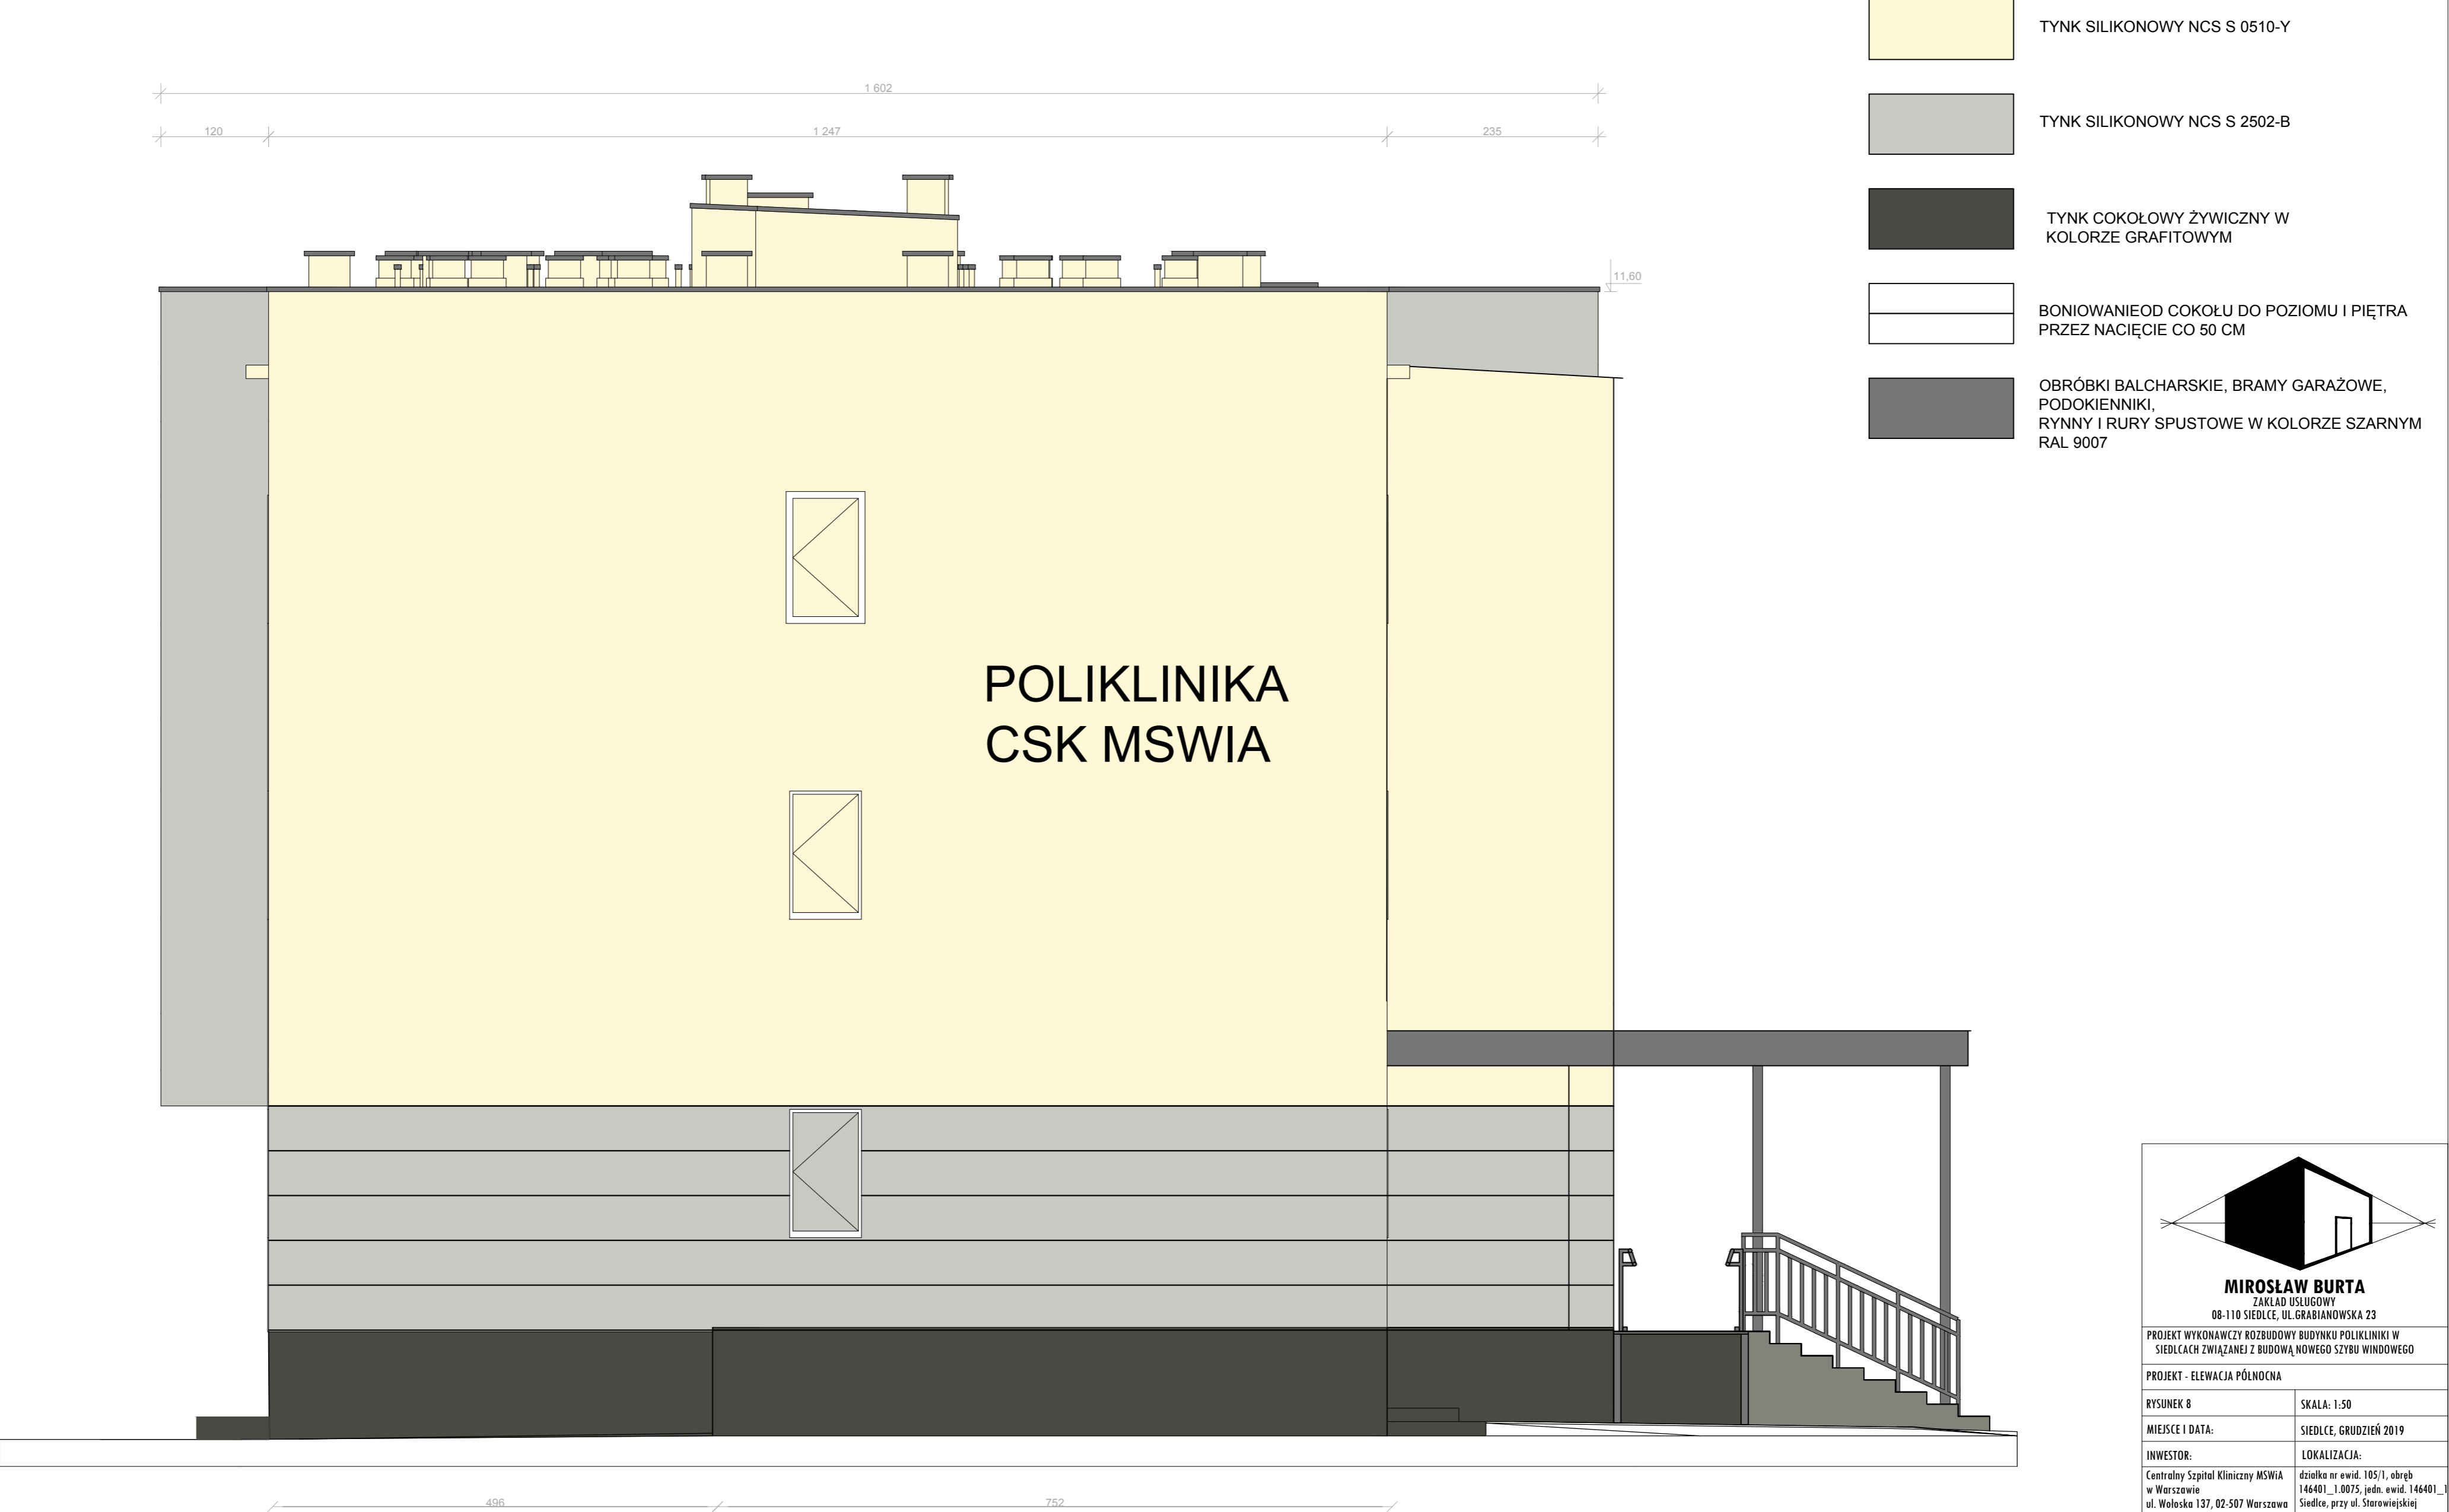 TYNK SILIKONOWY NCS S 0510-Y
1 602
120
1 247
235
TYNK SILIKONOWY NCS S 2502-B
TYNK COKOŁOWY ŻYWICZNY W
KOLORZE GRAFITOWYM
11,60
BONIOWANIEOD COKOŁU DO POZIOMU I PIĘTRA
PRZEZ NACIĘCIE CO 50 CM
OBRÓBKI BALCHARSKIE, BRAMY GARAŻOWE,
PODOKIENNIKI,
RYNNY I RURY SPUSTOWE W KOLORZE SZARNYM
RAL 9007
POLIKLINIKA
CSK MSWIA
MIROSŁAW BURTA
ZAKŁAD USŁUGOWY
08-110 SIEDLCE, UL.GRABIANOWSKA 23
PROJEKT WYKONAWCZY ROZBUDOWY BUDYNKU POLIKLINIKI W
SIEDLCACH ZWIĄZANEJ Z BUDOWĄ NOWEGO SZYBU WINDOWEGO
PROJEKT - ELEWACJA PÓŁNOCNA
RYSUNEK 8
SKALA: 1:50
MIEJSCE I DATA:
SIEDLCE, GRUDZIEŃ 2019
INWESTOR:
LOKALIZACJA:
Centralny Szpital Kliniczny MSWiA
w Warszawie
ul. Wołoska 137, 02-507 Warszawa
działka nr ewid. 105/1, obręb
146401_1.0075, jedn. ewid. 146401_1
Siedlce, przy ul. Starowiejskiej
496
752